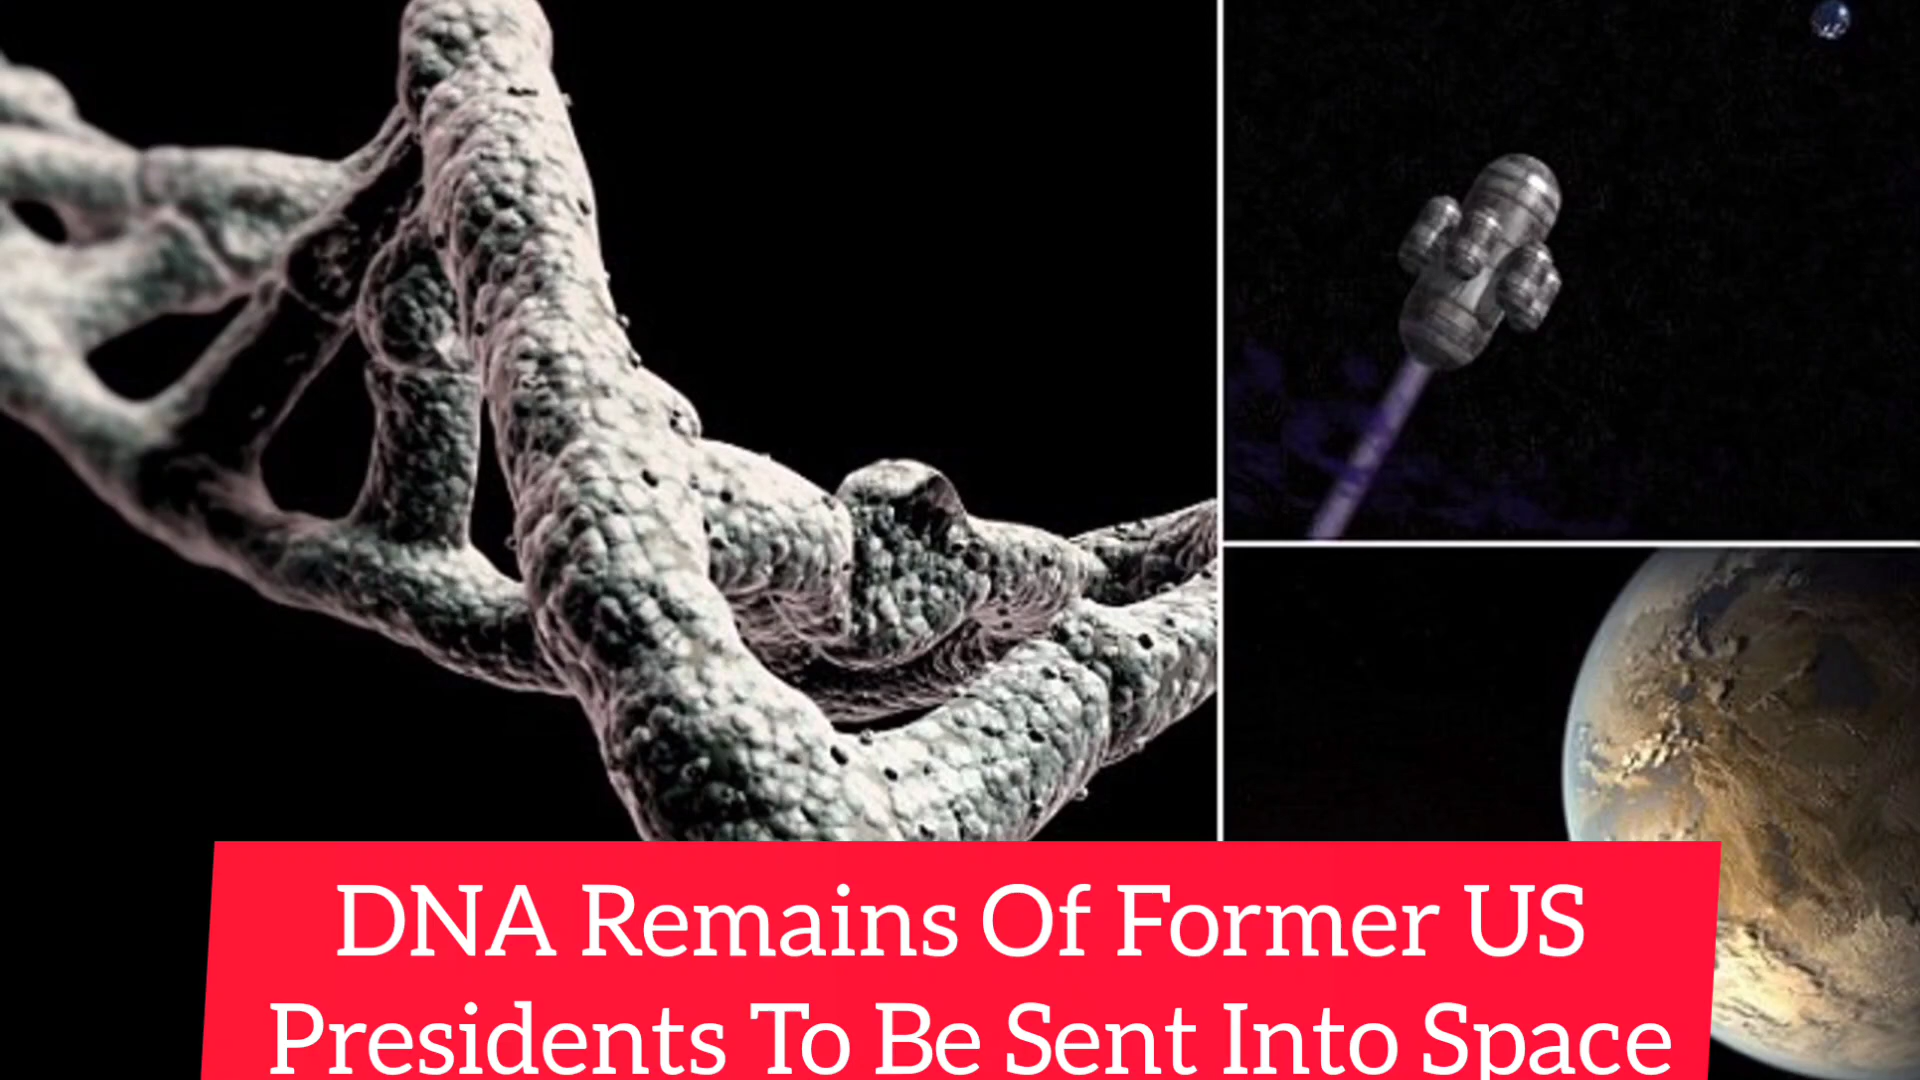 DNA Remains Of Former US
Presidents To Be Sent Into Space